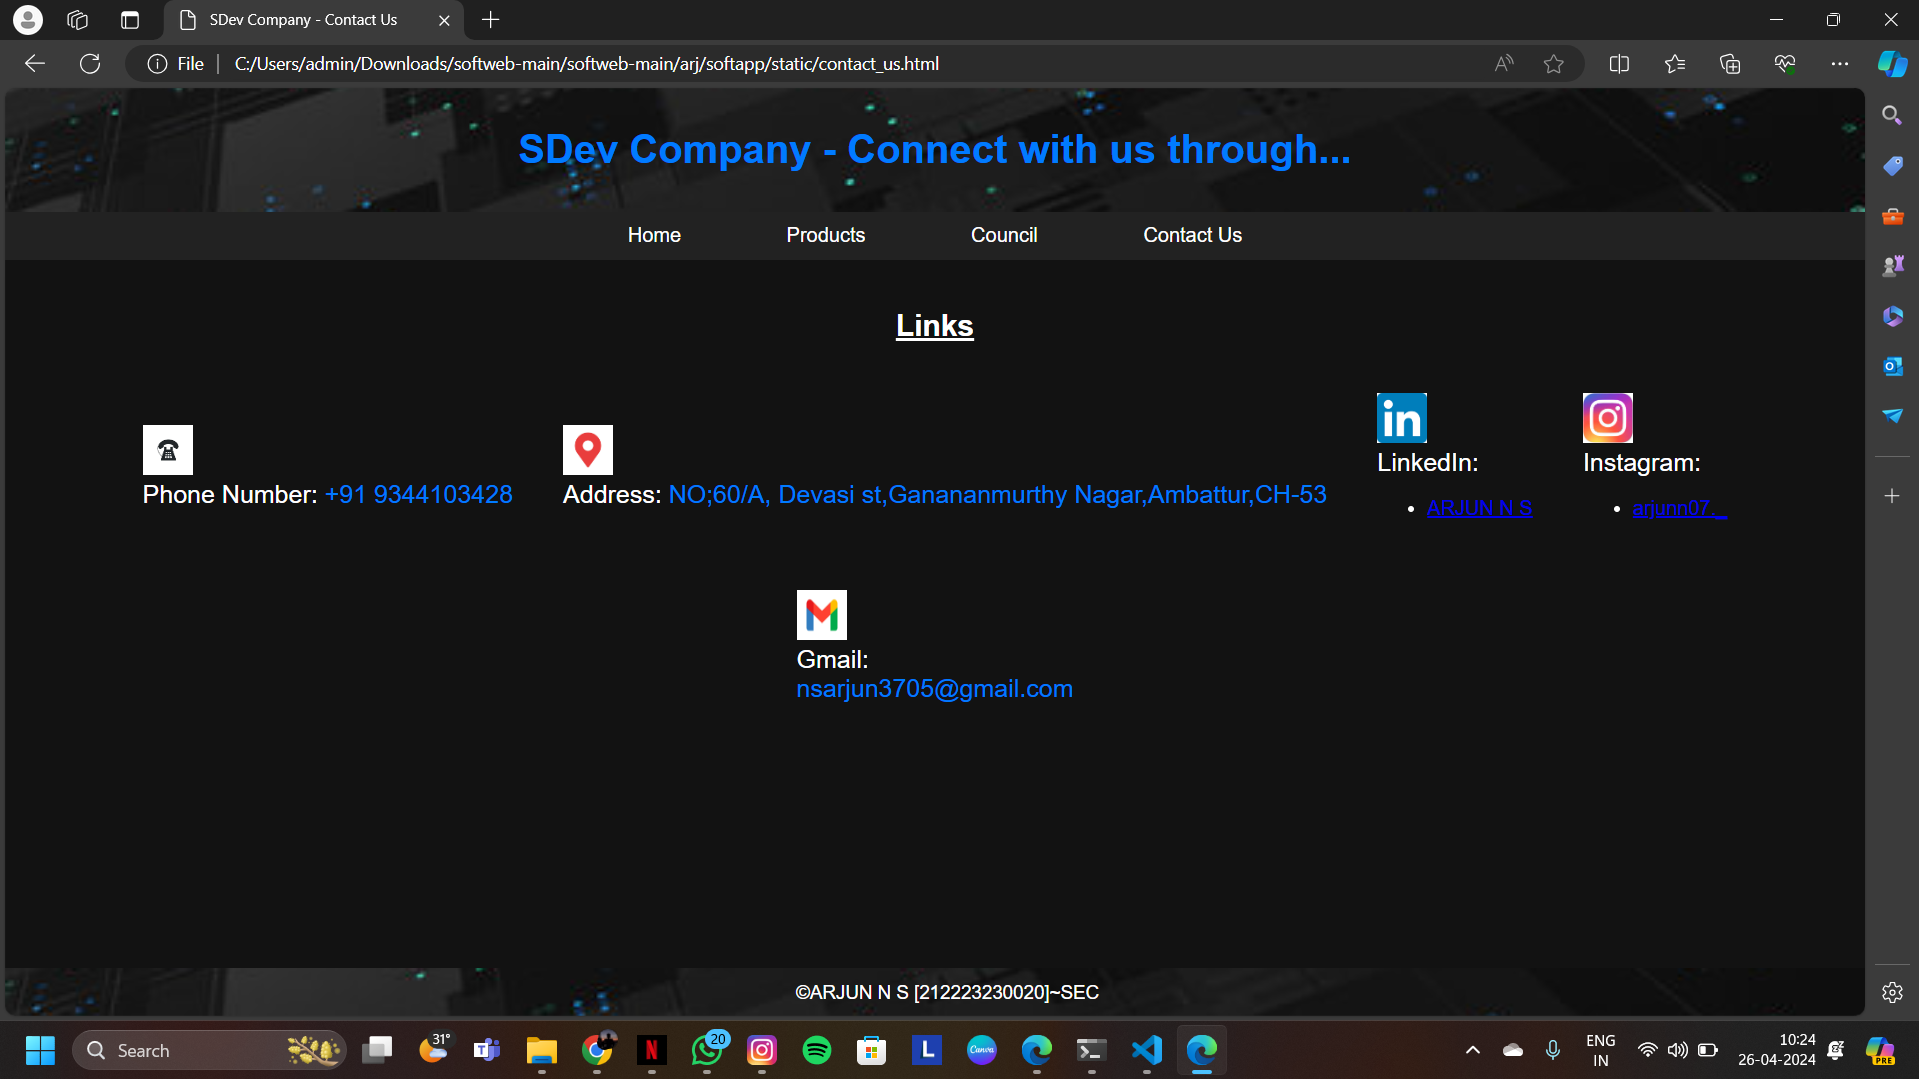 SDev Company - Contact Us
File
C:/Users/admin/Downloads/softweb-main/softweb-main/arj/softapp/static/contact_us.html
SDev Company - Connect with us through...
Home Products Council Contact Us
Links
Phone Number: +91 9344103428
Address: NO;60/A, Devasi st,Ganananmurthy Nagar,Ambattur,CH-53
LinkedIn:
ARJUN N S
Instagram:
arjunn07._
Gmail:
nsarjun3705@gmail.com
©ARJUN N S [212223230020]~SEC
Search
31°
20
Canva
ENG
IN
10:24
26-04-2024
PRE